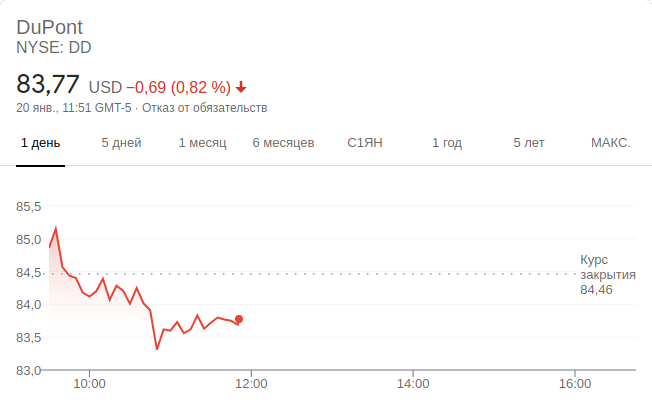 DuPont
NYSE: DD
83,77 USD −0,69 (0,82 %)
20 янв., 11:51 GMT-5 · Отказ от обязательств
1 день 5 дней 1 месяц 6 месяцев С1ЯН 1 год 5 лет МАКС.
85,5
85,0
84,5
84,0
83,5
83,0
Курс
закрытия
84,46
10:00 12:00 14:00 16:00